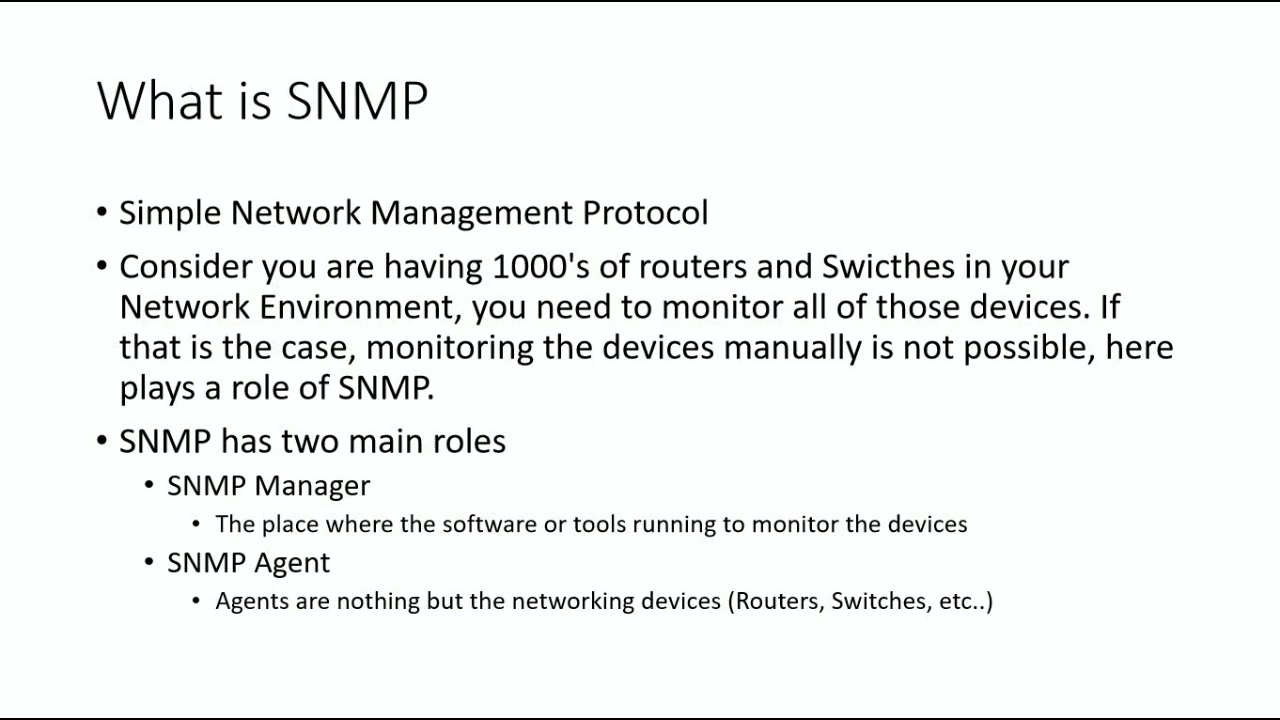 What is SNMP
• Simple Network Management Protocol
• Consider you are having 1000's of routers and Swicthes in your
Network Environment, you need to monitor all of those devices. If
that is the case, monitoring the devices manually is not possible, here
plays a role of SNMP.
• SNMP has two main roles
• SNMP Manager
• The place where the software or tools running to monitor the devices
• SNMP Agent
• Agents are nothing but the networking devices (Routers, Switches, etc..)